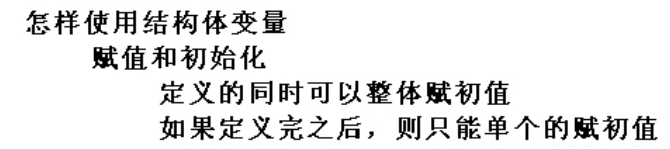 怎样使用结构体变量
赋值和初始化
定义的同时可以整体赋初值
如果定义完之后，则只能单个的赋初值